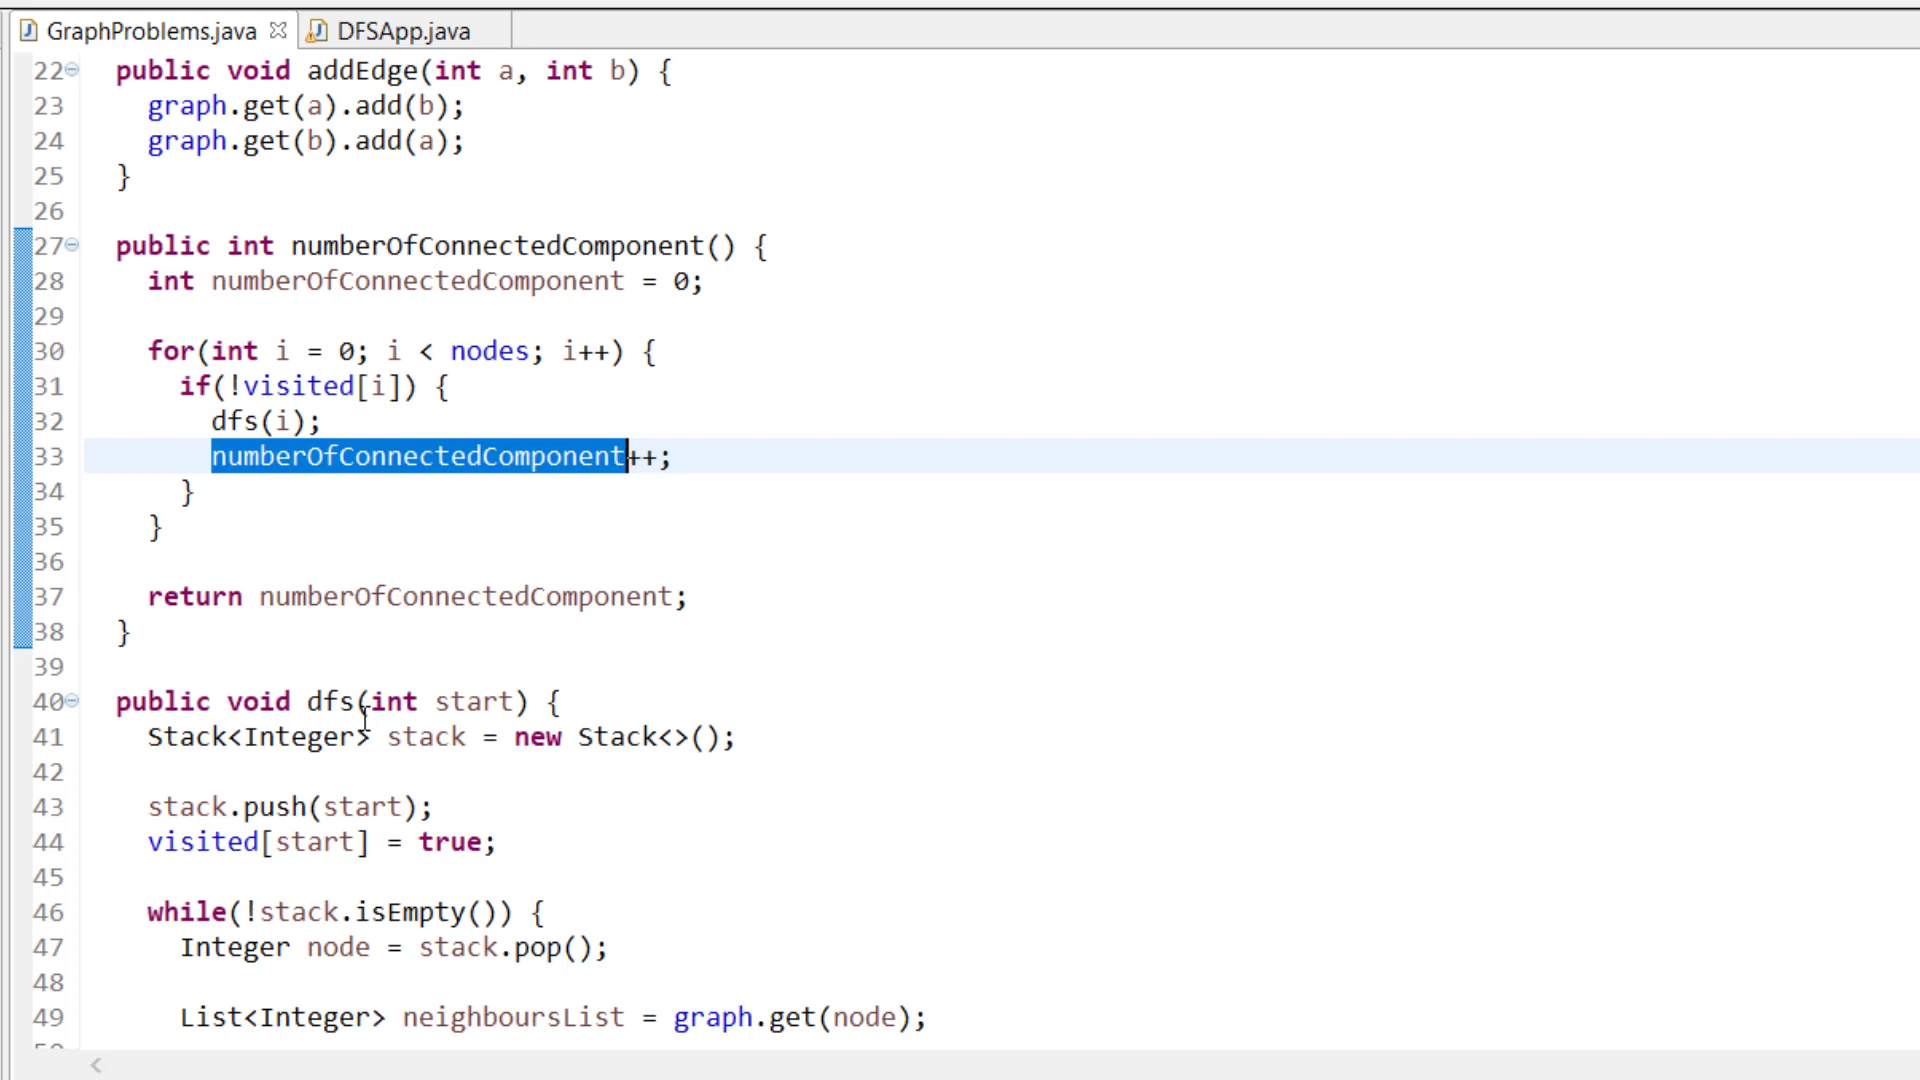 GraphProblems.java DFSApp.java
22 public void addEdge(int a, int b) {
23 graph.get(a).add(b);
24 graph.get(b).add(a);
25 }
26
27 public int numberOfConnectedComponent() {
28 int numberOfConnectedComponent = 0;
29
30 for(int i = 0; i < nodes; i++) {
31 if(!visited[i]) {
32 dfs(i);
33 numberOfConnectedComponent++;
34 }
35 }
36
37 return numberOfConnectedComponent;
38 }
39
40 public void dfs(int start) {
41 Stack<Integer> stack = new Stack<>();
42
43 stack.push(start);
44 visited[start] = true;
45
46 while(!stack.isEmpty()) {
47 Integer node = stack.pop();
48
49 List<Integer> neighboursList = graph.get(node);